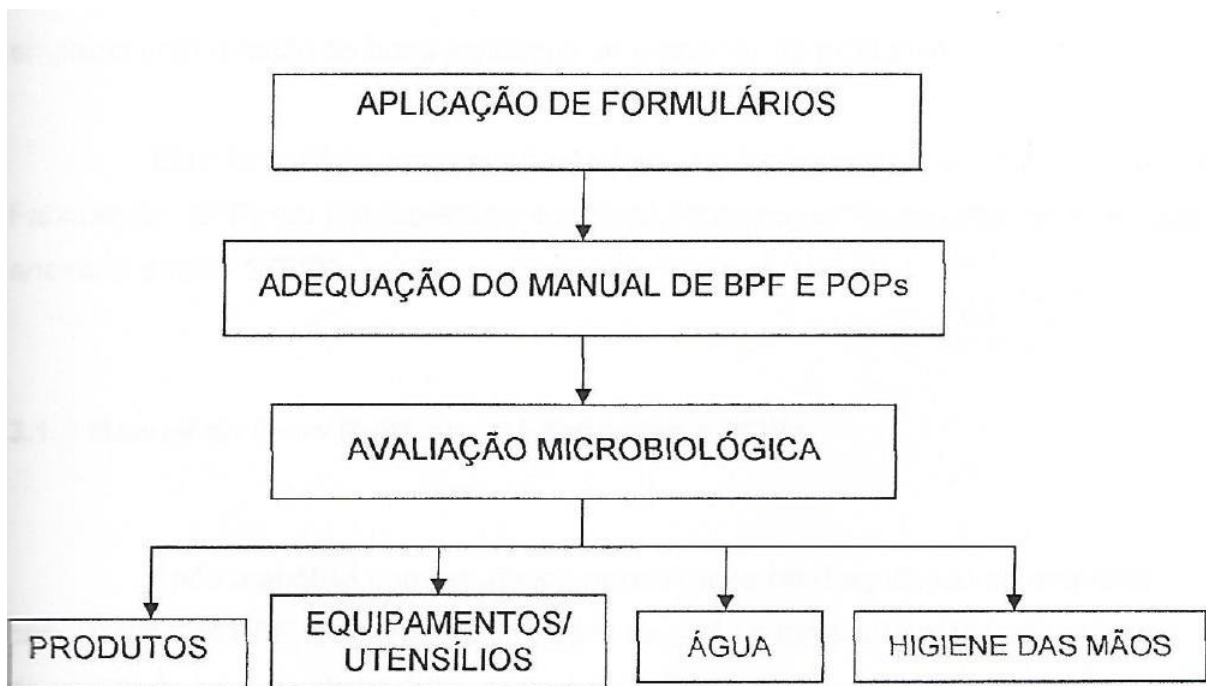 APLICAÇÃO DE FORMULÁRIOS
ADEQUAÇÃO DO MANUAL DE BPF E POPs
AVALIAÇÃO MICROBIOLÓGICA
PRODUTOS
EQUIPAMENTOS/
UTENSÍLIOS
ÁGUA
HIGIENE DAS MÃOS